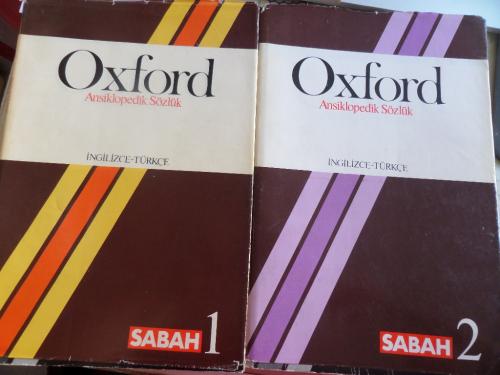 Oxford
Ansiklopedik Sözlük
İNGİLİZCE-TÜRKÇE
SABAH 1
Oxford
Ansiklopedik Sözlük
İNGİLİZCE-TÜRKÇE
SABAH 2